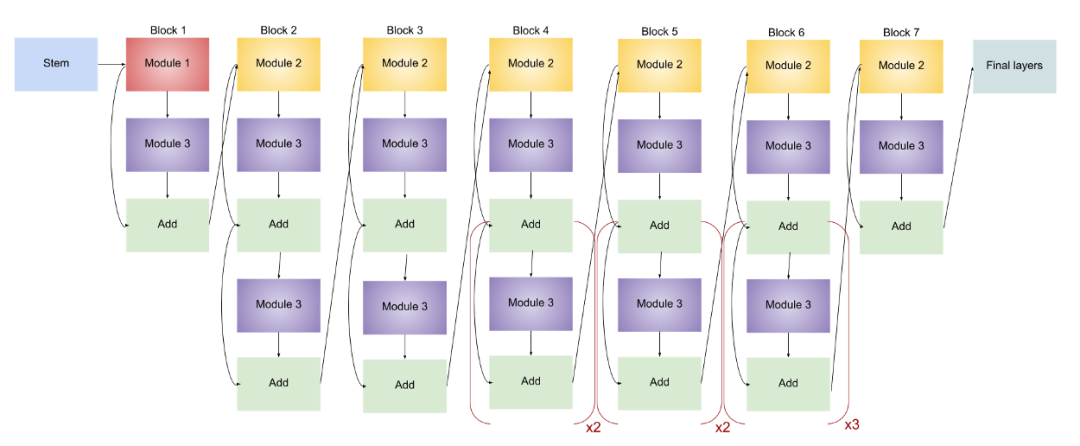 Block 1
Block 2
Block 3
Block 4
Block 5
Block 6
Block 7
Stem
Module 1
Module 2
Module 2
Module 2
Module 2
Module 2
Module 2
Final layers
Module 3
Module 3
Module 3
Module 3
Module 3
Module 3
Module 3
Add
Add
Add
Add
Add
Add
Add
Module 3
Module 3
Module 3
Module 3
Module 3
Add
Add
Add
Add
Add
x2
x2
x3